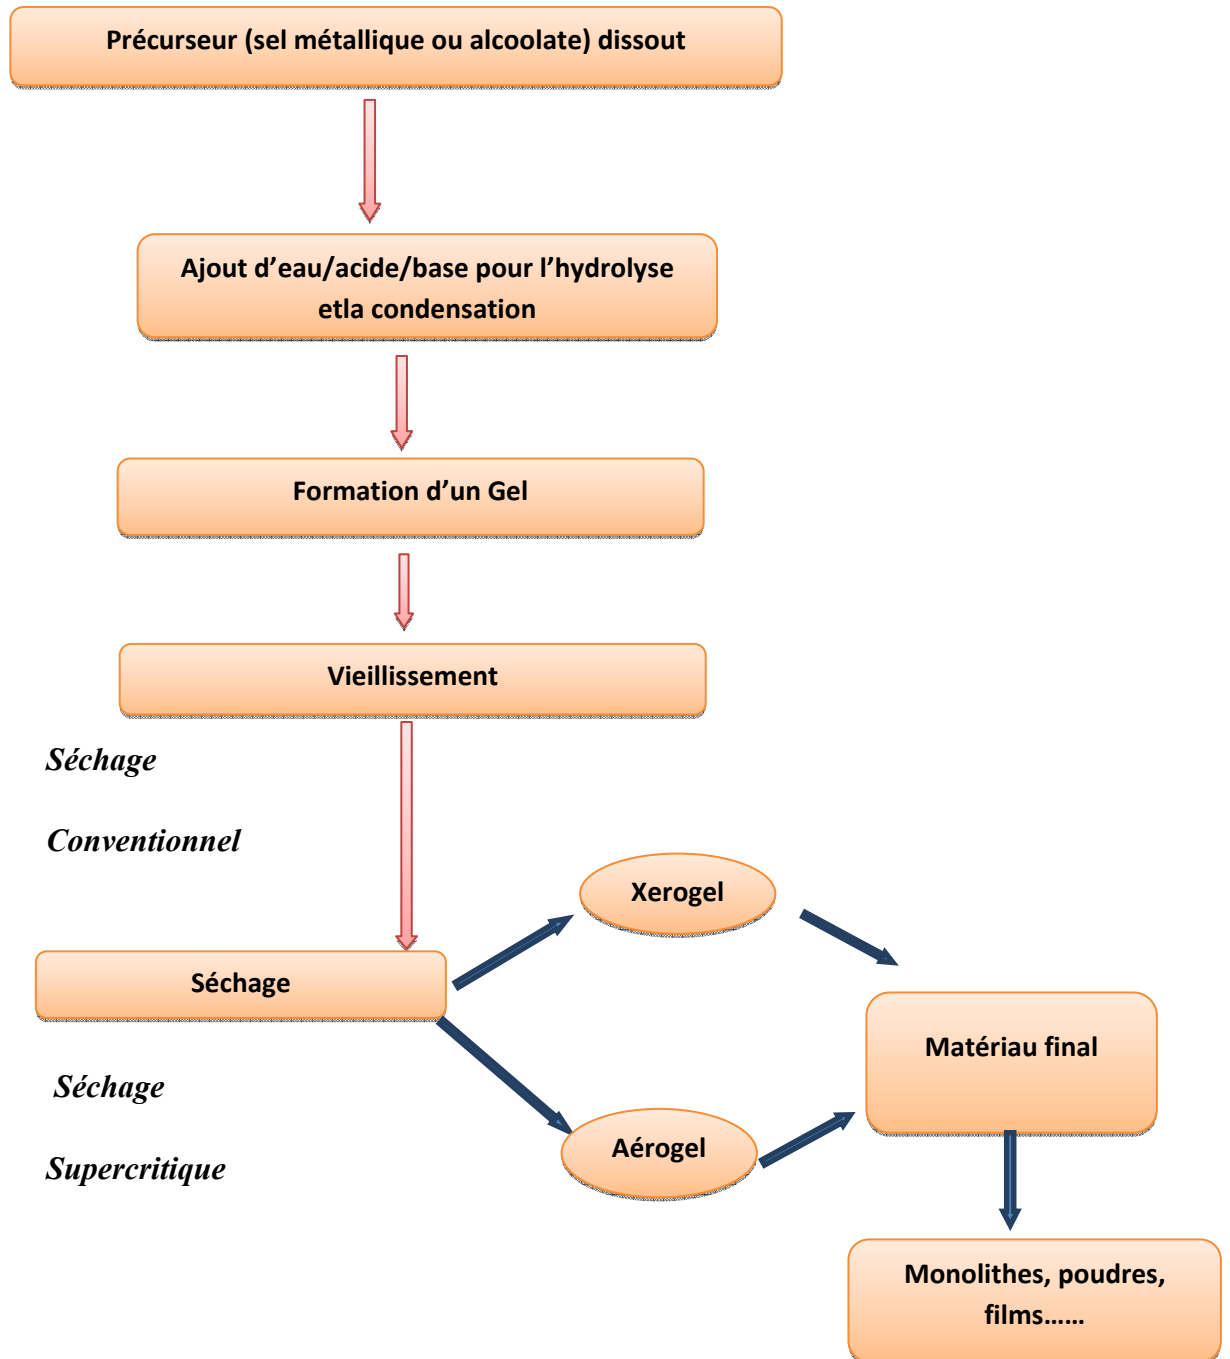 Précurseur (sel métallique ou alcoolate) dissout
Ajout d’eau/acide/base pour l’hydrolyse
etla condensation
Formation d’un Gel
Vieillissement
Séchage
Conventionnel
Xerogel
Séchage
Matériau final
Séchage
Supercritique
Aérogel
Monolithes, poudres,
films……